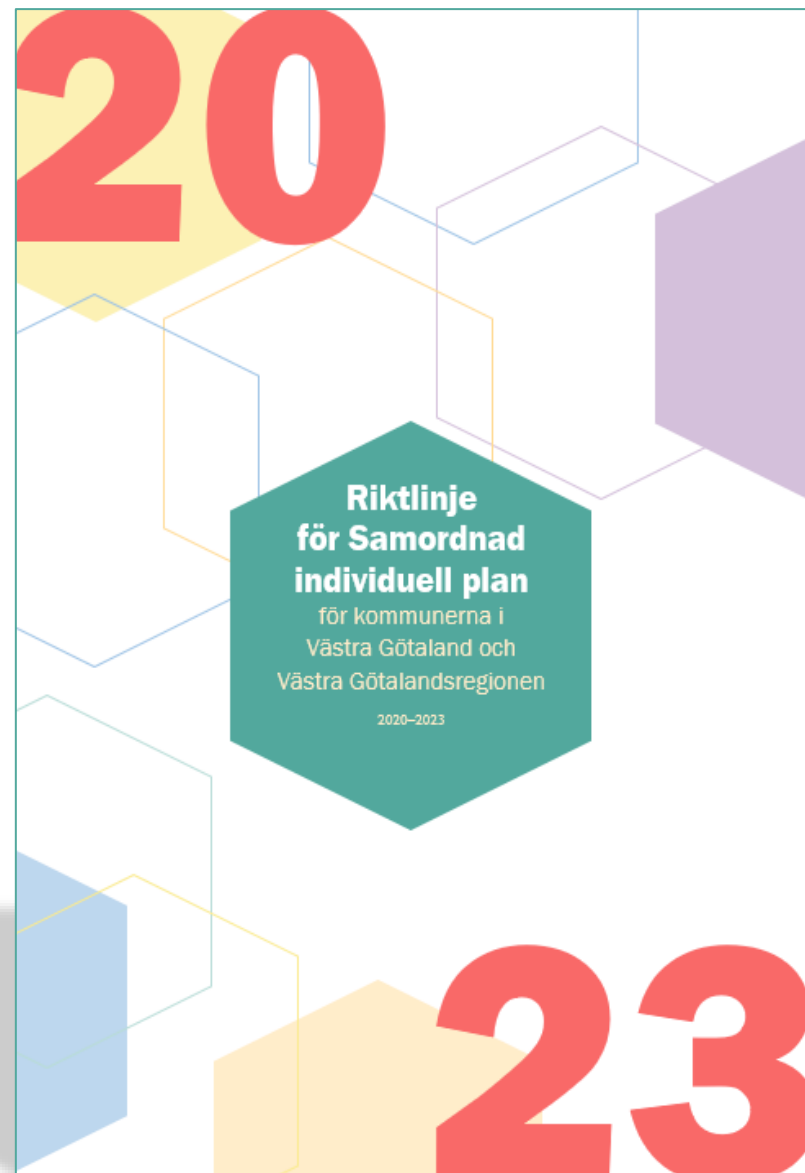 20
Riktlinje
för Samordnad
individuell plan
för kommunerna i
Västra Götaland och
Västra Götalandsregionen
2020–2023
23